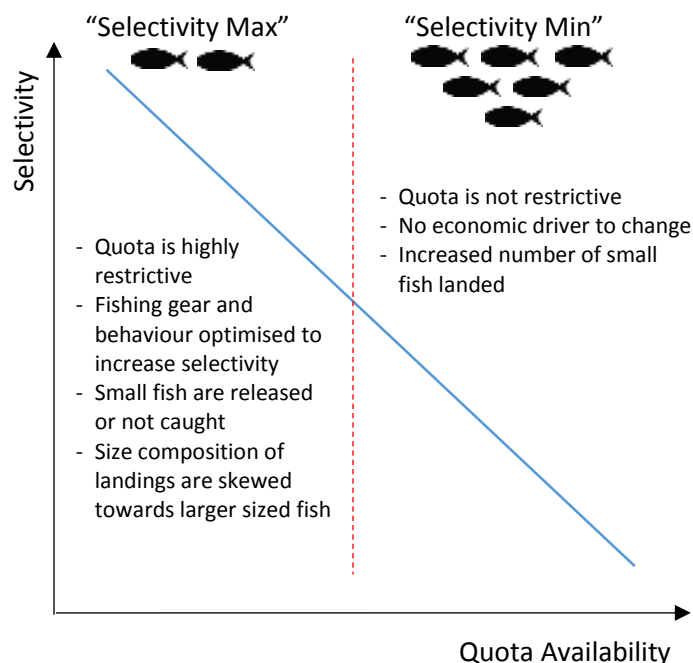 “Selectivity Max”
“Selectivity Min”
Selectivity
- Quota is highly
restrictive
- Fishing gear and
behaviour optimised to
increase selectivity
- Small fish are released
or not caught
- Size composition of
landings are skewed
towards larger sized fish
- Quota is not restrictive
- No economic driver to change
- Increased number of small
fish landed
Quota Availability